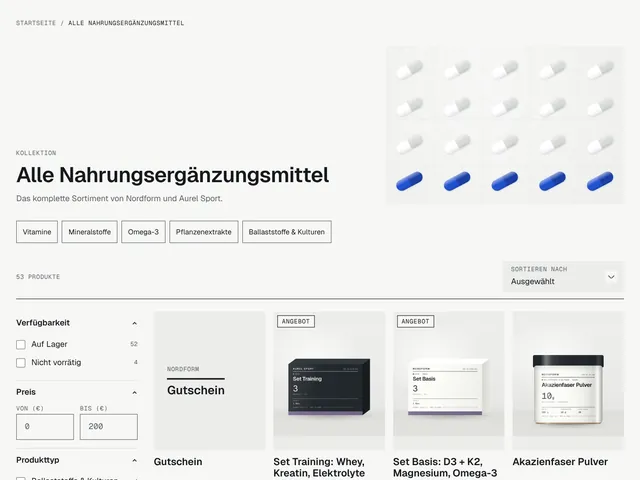 STARTSEITE / ALLE NAHRUNGSERGÄNZUNGSMITTEL
KOLLEKTION
Alle Nahrungsergänzungsmittel
Das komplette Sortiment von Nordform und Aurel Sport.
Vitamine
Mineralstoffe
Omega-3
Pflanzenextrakte
Ballaststoffe & Kulturen
53 PRODUKTE
SORTIEREN NACH
Ausgewählt
Verfügbarkeit
Auf Lager 52
Nicht vorrätig 4
Preis
VON (€) BIS (€)
0 200
Produkttyp
NORDFORM
Gutschein
Gutschein
ANGEBOT
Set Training
3
Set Training: Whey,
Kreatin, Elektrolyte
ANGEBOT
Set Basis
3
Set Basis: D3 + K2,
Magnesium, Omega-3
Akazienfaser Pulver
Akazienfaser Pulver